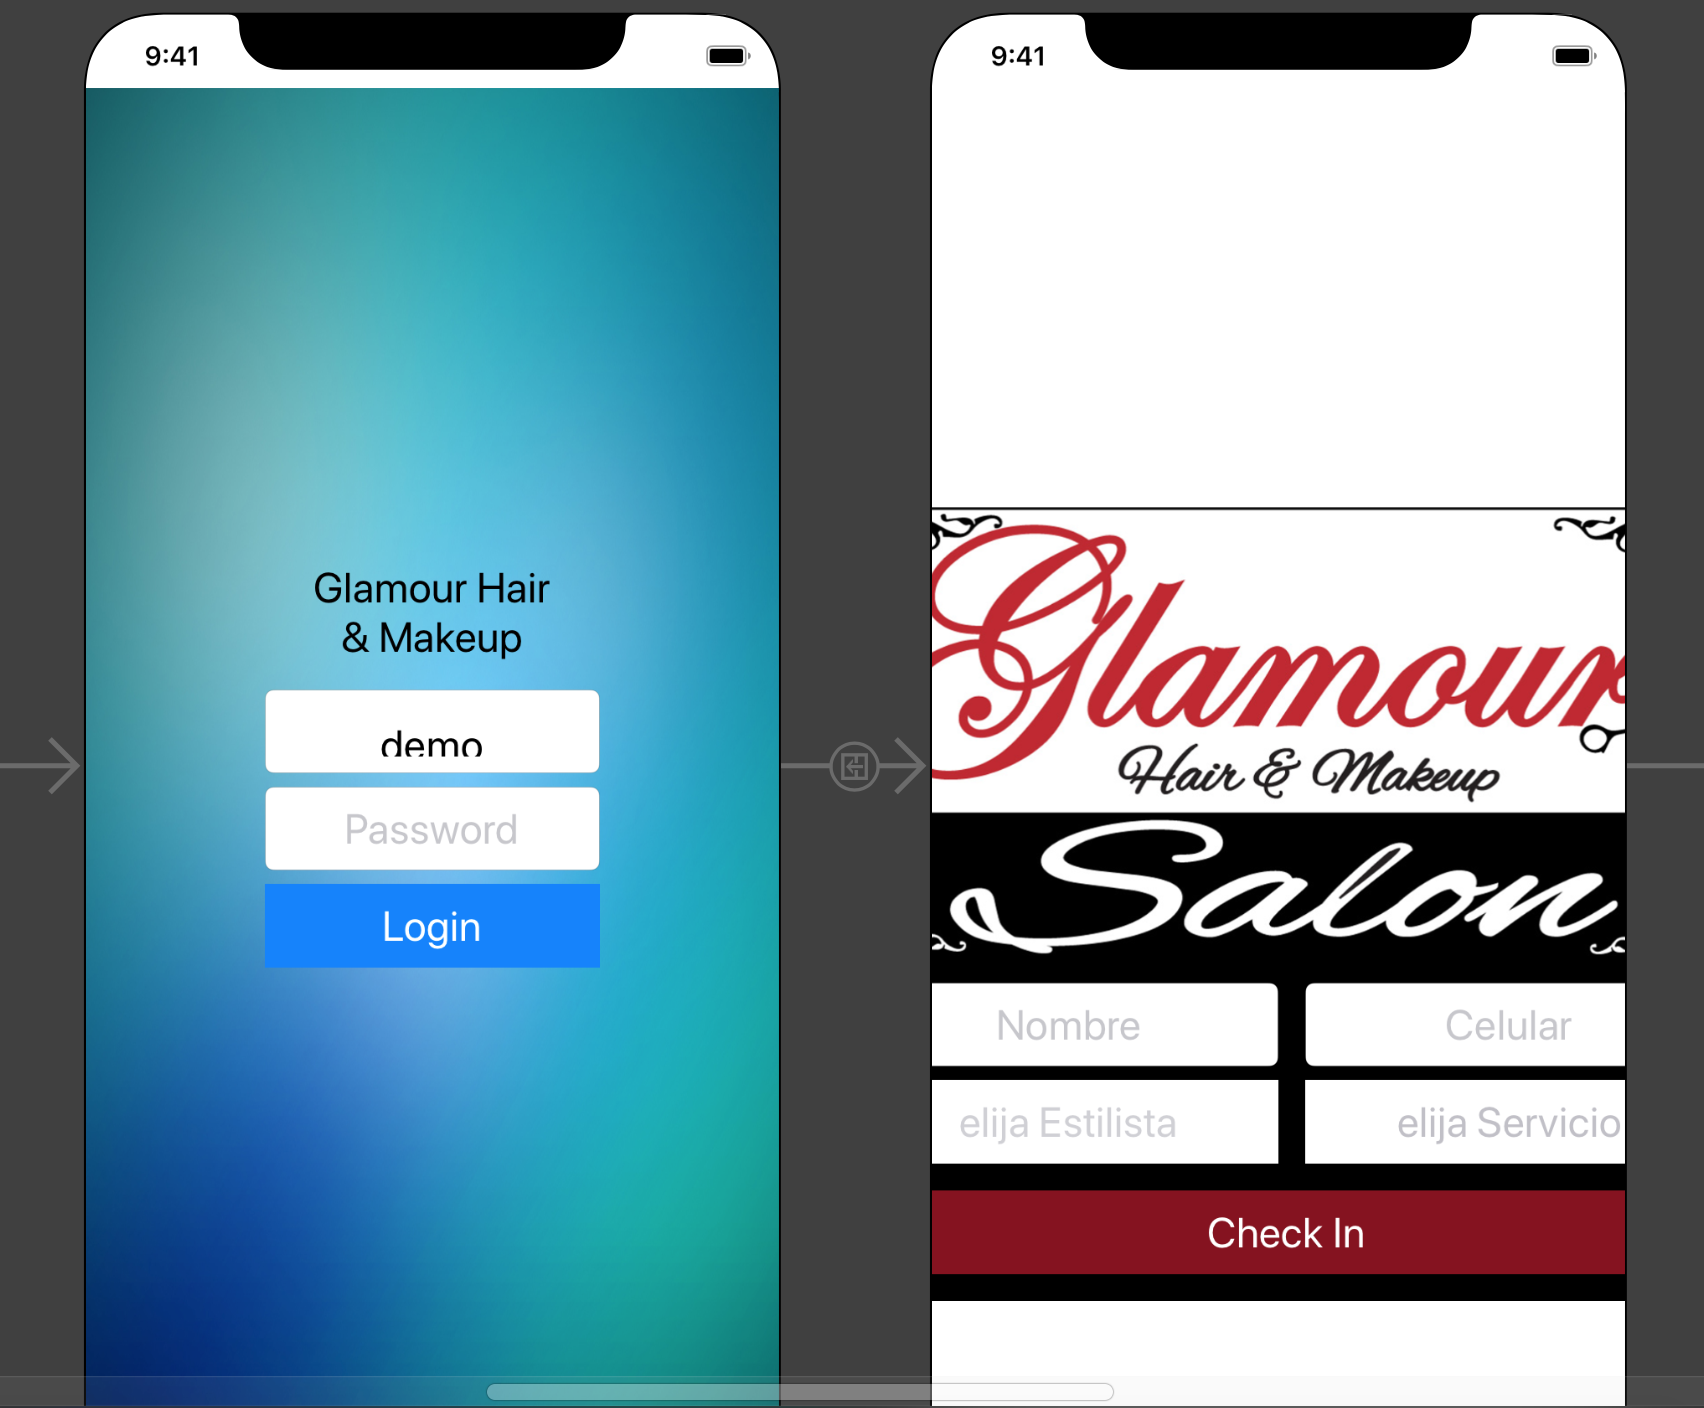 9:41
Glamour Hair
& Makeup
demo
Password
Login
9:41
Glamour
Hair & Makeup
Salon
Nombre
Celular
elija Estilista
elija Servicio
Check In